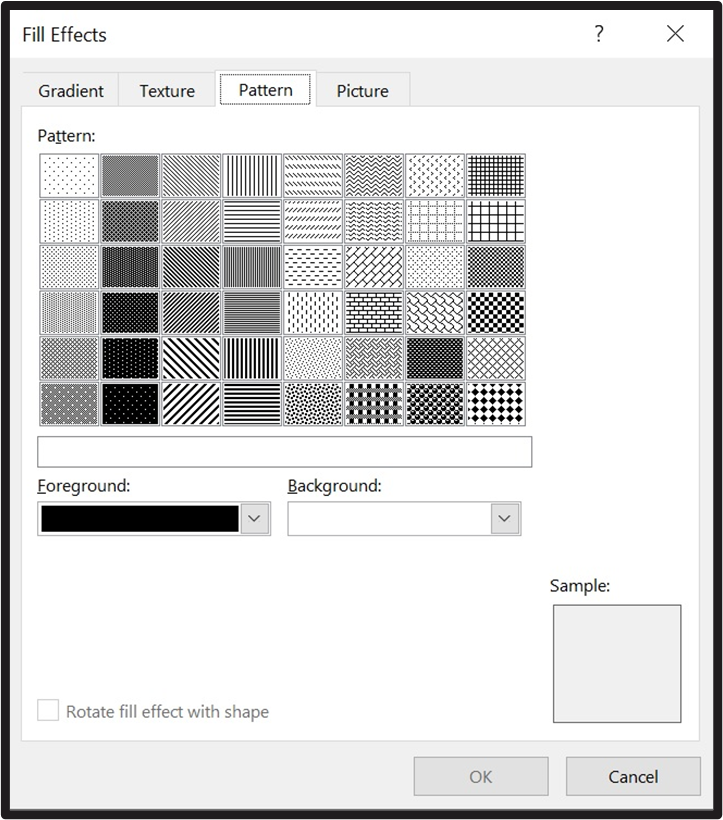 Fill Effects ?
Gradient Texture Pattern Picture
Pattern:
Foreground: Background:
Sample:
Rotate fill effect with shape
OK Cancel